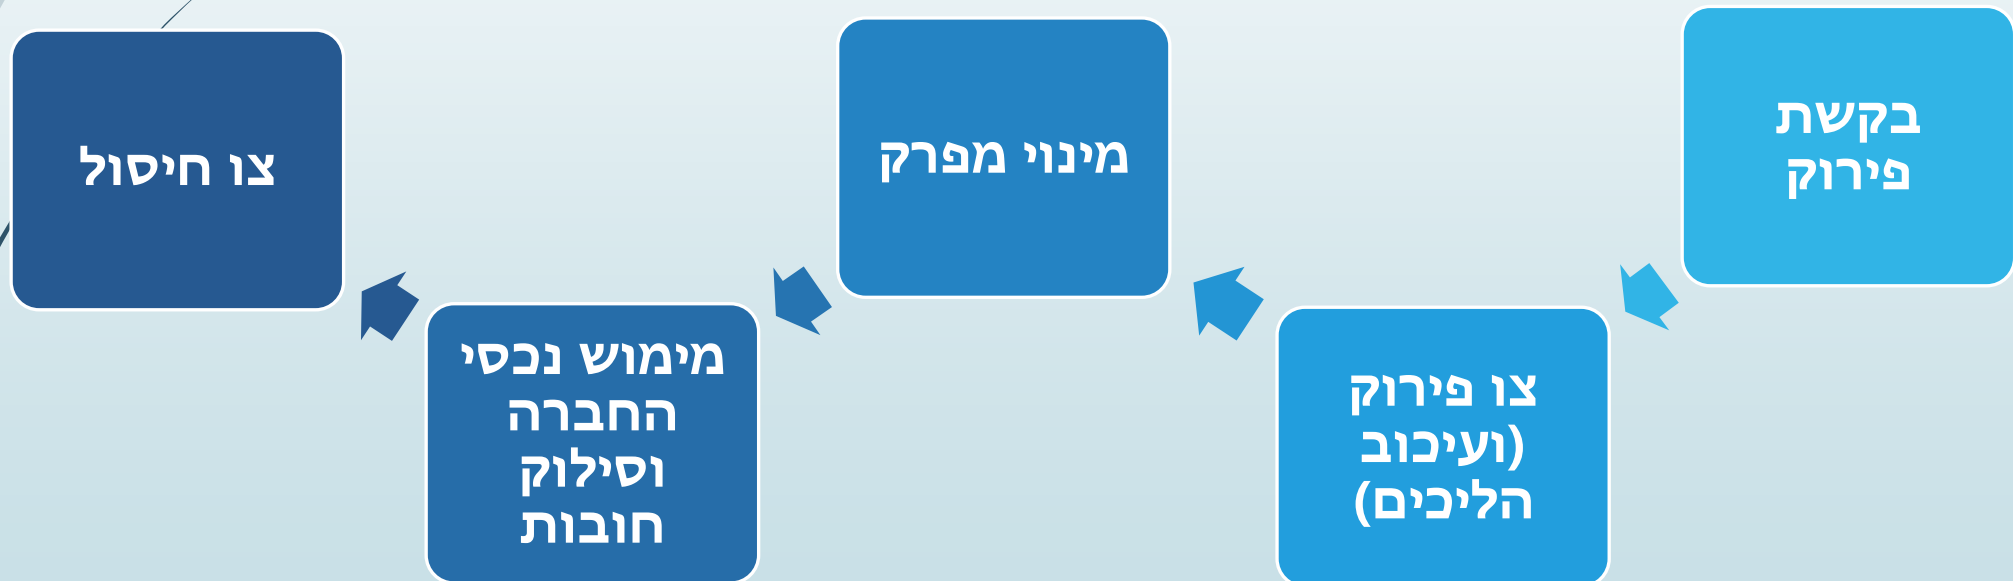 בקשת
פירוק
צו פירוק
(ועיכוב
הליכים)
מינוי מפרק
מימוש נכסי
החברה
וסילוק
חובות
צו חיסול